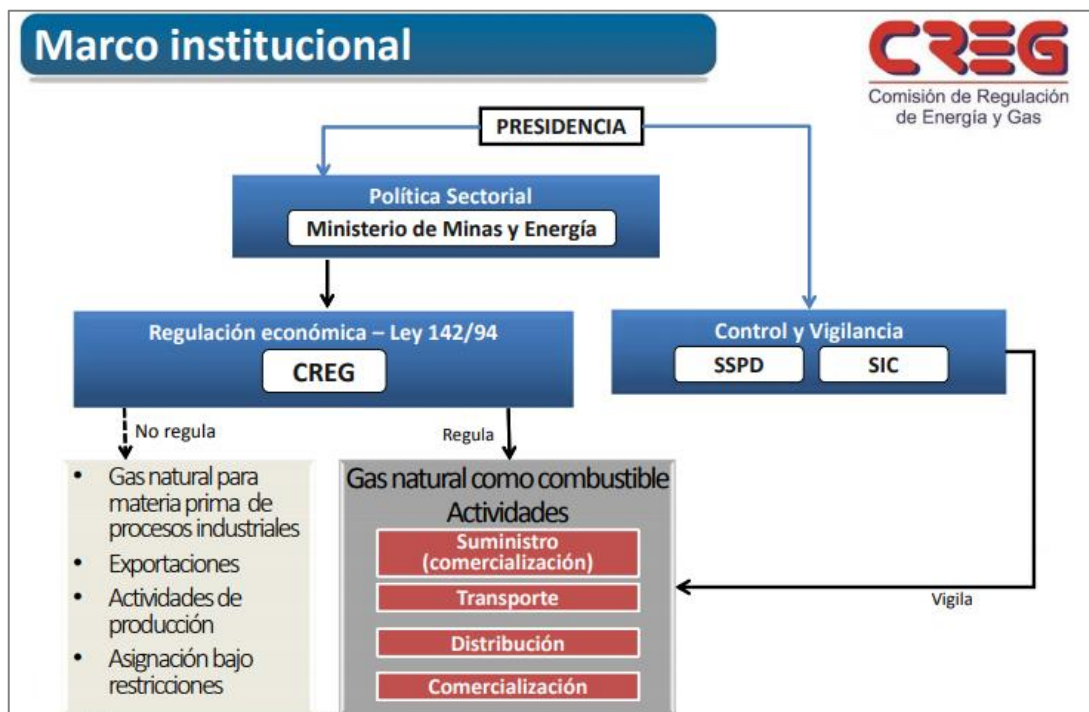 Marco institucional
CREG
Comisión de Regulación
de Energía y Gas
PRESIDENCIA
Política Sectorial
Ministerio de Minas y Energía
Regulación económica – Ley 142/94
CREG
Control y Vigilancia
SSPD
SIC
No regula
Regula
• Gas natural para
materia prima de
procesos industriales
• Exportaciones
• Actividades de
producción
• Asignación bajo
restricciones
Gas natural como combustible
Actividades
Suministro
(comercialización)
Transporte
Distribución
Comercialización
Vigila